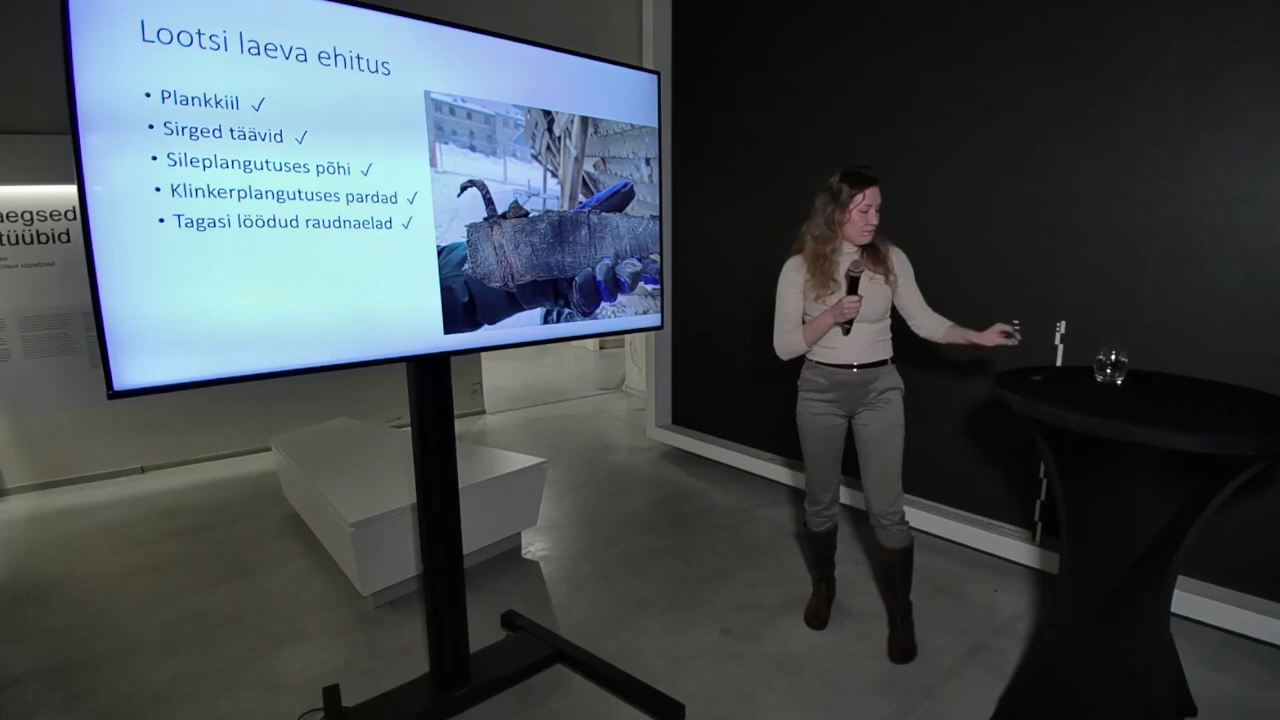 Lootsi laeva ehitus
• Plankkiil ✓
• Sirged täävid ✓
• Sileplangutuses põhi ✓
• Klinkerplangutuses pardad ✓
• Tagasi löödud raudnaelad ✓
aegsed
tüübid